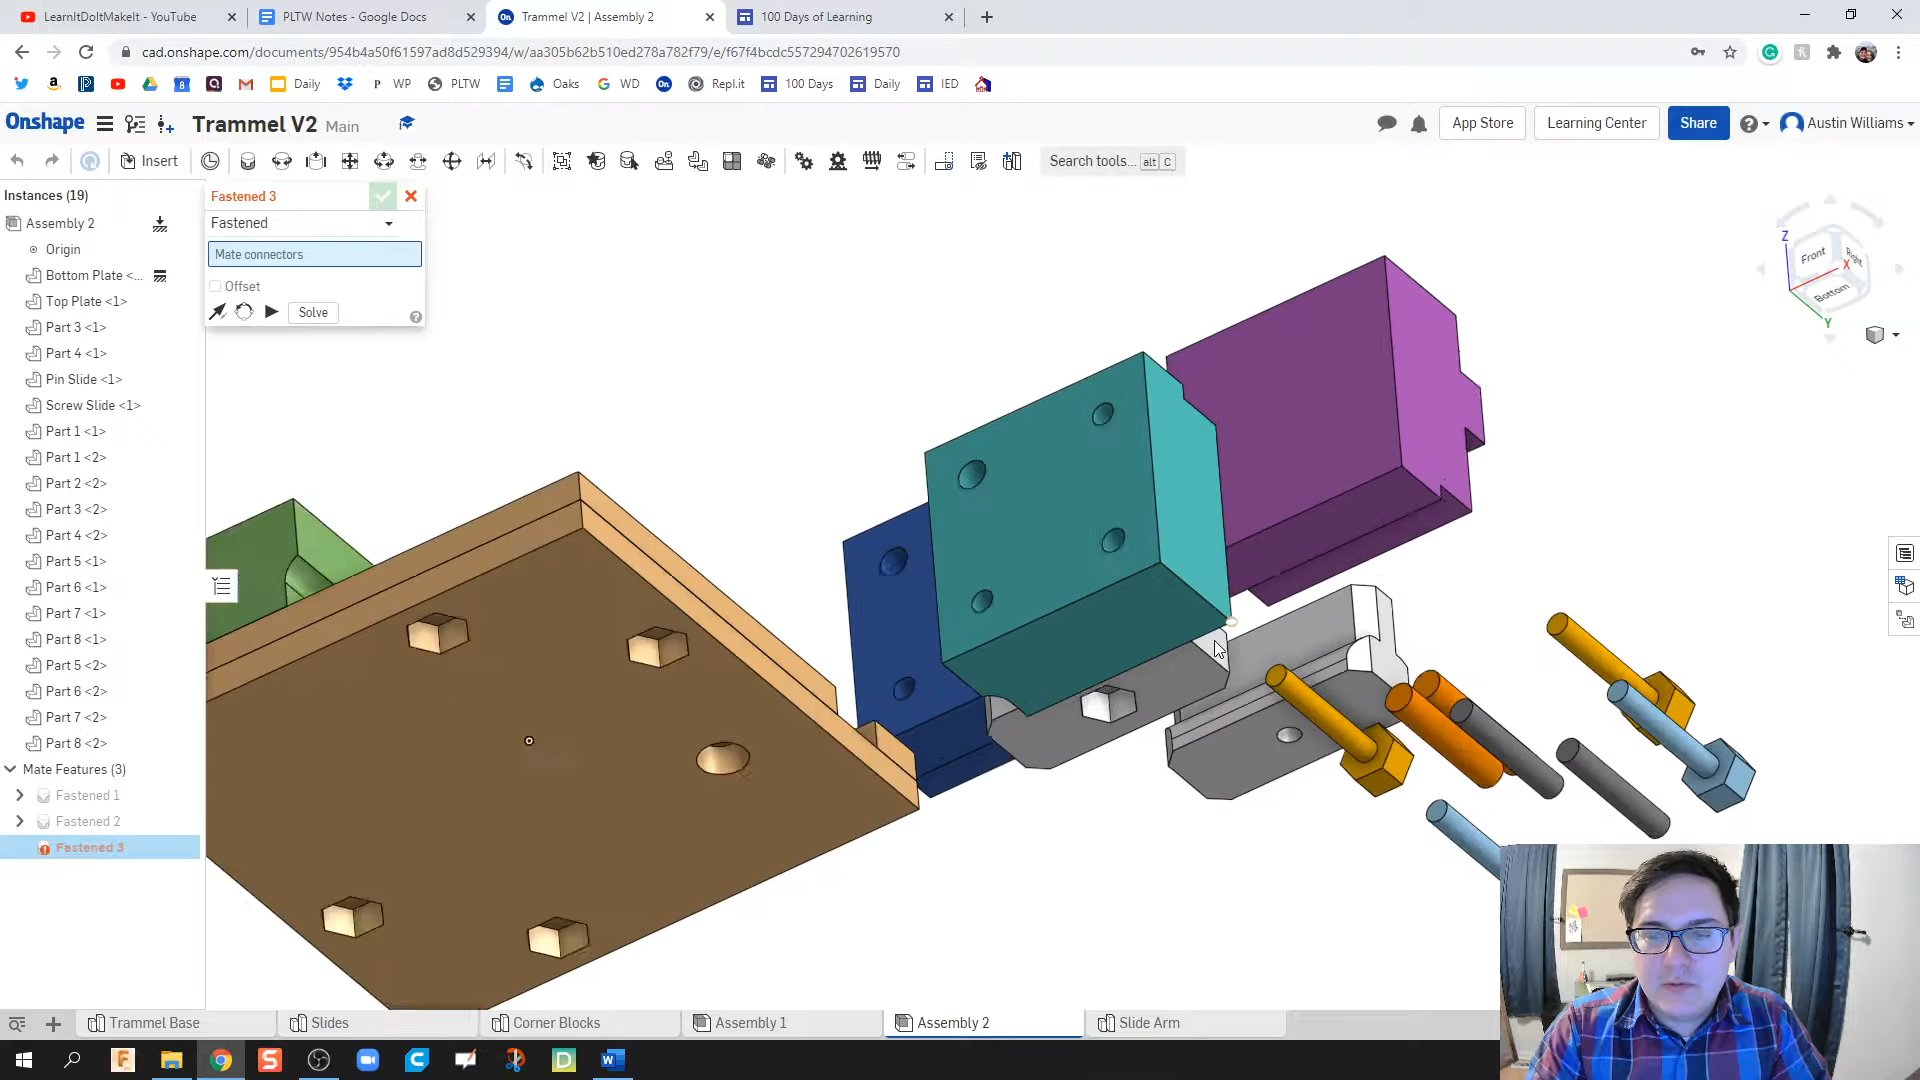 LearnItDoItMakeIt - YouTube
PLTW Notes - Google Docs
Trammel V2 | Assembly 2
100 Days of Learning
cad.onshape.com/documents/954b4a50f61597ad8d529394/w/aa305b62b510ed278a782f79/e/f67f4bcdc557294702619570
Daily
WP
PLTW
Oaks
WD
Repl.it
100 Days
Daily
IED
Onshape
Trammel V2 Main
App Store
Learning Center
Share
Austin Williams
Insert
Search tools... alt C
Instances (19)
Assembly 2
Origin
Bottom Plate <...
Top Plate <1>
Part 3 <1>
Part 4 <1>
Pin Slide <1>
Screw Slide <1>
Part 1 <1>
Part 1 <2>
Part 2 <2>
Part 3 <2>
Part 4 <2>
Part 5 <1>
Part 6 <1>
Part 7 <1>
Part 8 <1>
Part 5 <2>
Part 6 <2>
Part 7 <2>
Part 8 <2>
Mate Features (3)
Fastened 1
Fastened 2
Fastened 3
Fastened 3
Fastened
Mate connectors
Offset
Solve
Z
Front
Right
X
Bottom
Y
Trammel Base
Slides
Corner Blocks
Assembly 1
Assembly 2
Slide Arm